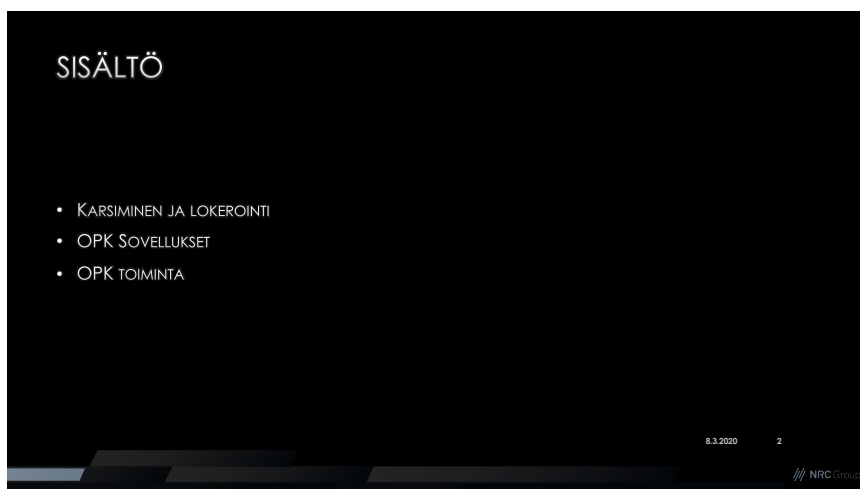 SISÄLTÖ
• KARSIMINEN JA LOKEROINTI
• OPK SOVELLUKSET
• OPK TOIMINTA
8.3.2020 2
NRC Group